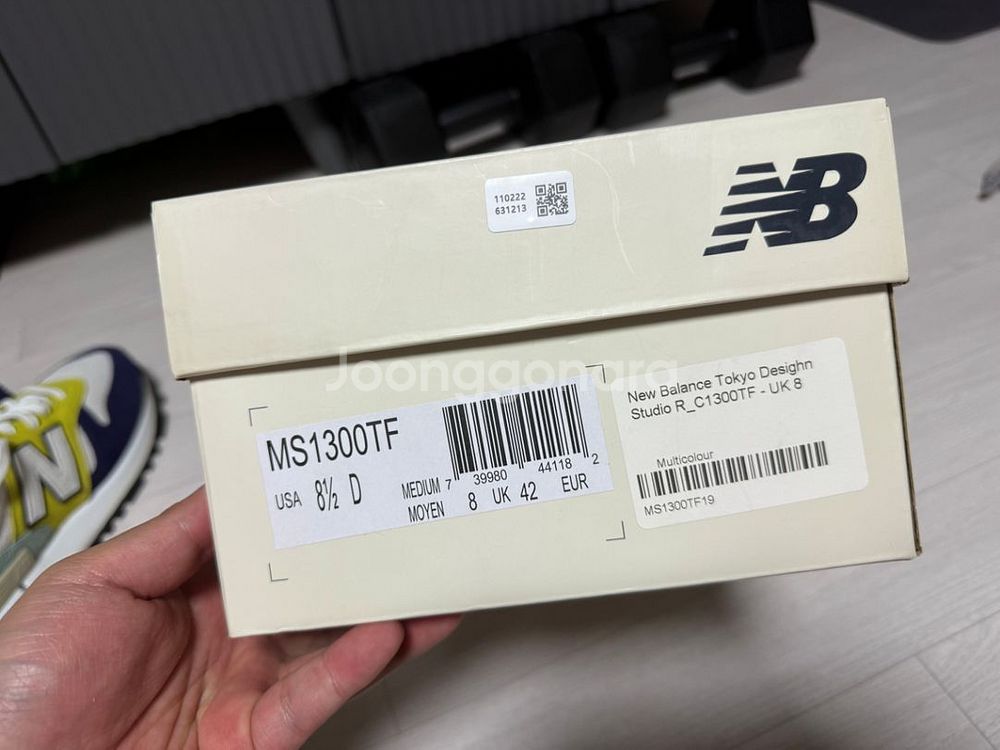 110222
631213
NB
Joonggonara
MS1300TF
USA 8½ D
MEDIUM
MOYEN
7 39980 44118 2
8 UK 42 EUR
New Balance Tokyo Desighn
Studio R_C1300TF - UK 8
Multicolour
MS1300TF19
N